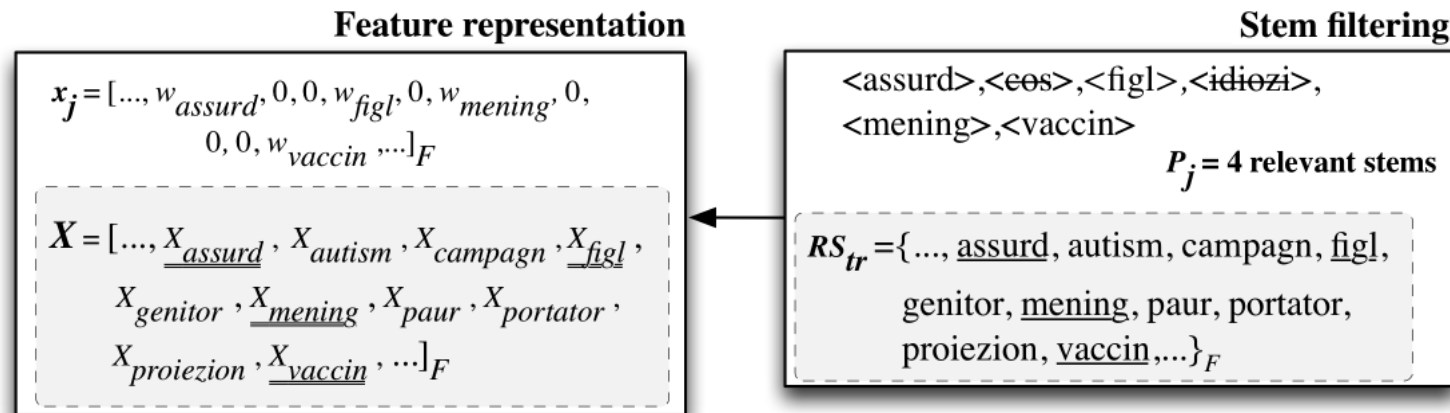 Feature representation
x_j = [..., w_assurd, 0, 0, w_figl, 0, w_mening, 0,
0, 0, w_vaccin ,...]_F
X = [..., X_assurd , X_autism , X_campagn , X_figl ,
X_genitor , X_mening , X_paur , X_portator ,
X_proiezion , X_vaccin , ...]_F
Stem filtering
<assurd>,<cos>,<figl>,<idiozi>,
<mening>,<vaccin>
P_j = 4 relevant stems
RS_tr ={..., assurd, autism, campagn, figl,
genitor, mening, paur, portator,
proiezion, vaccin,...}_F